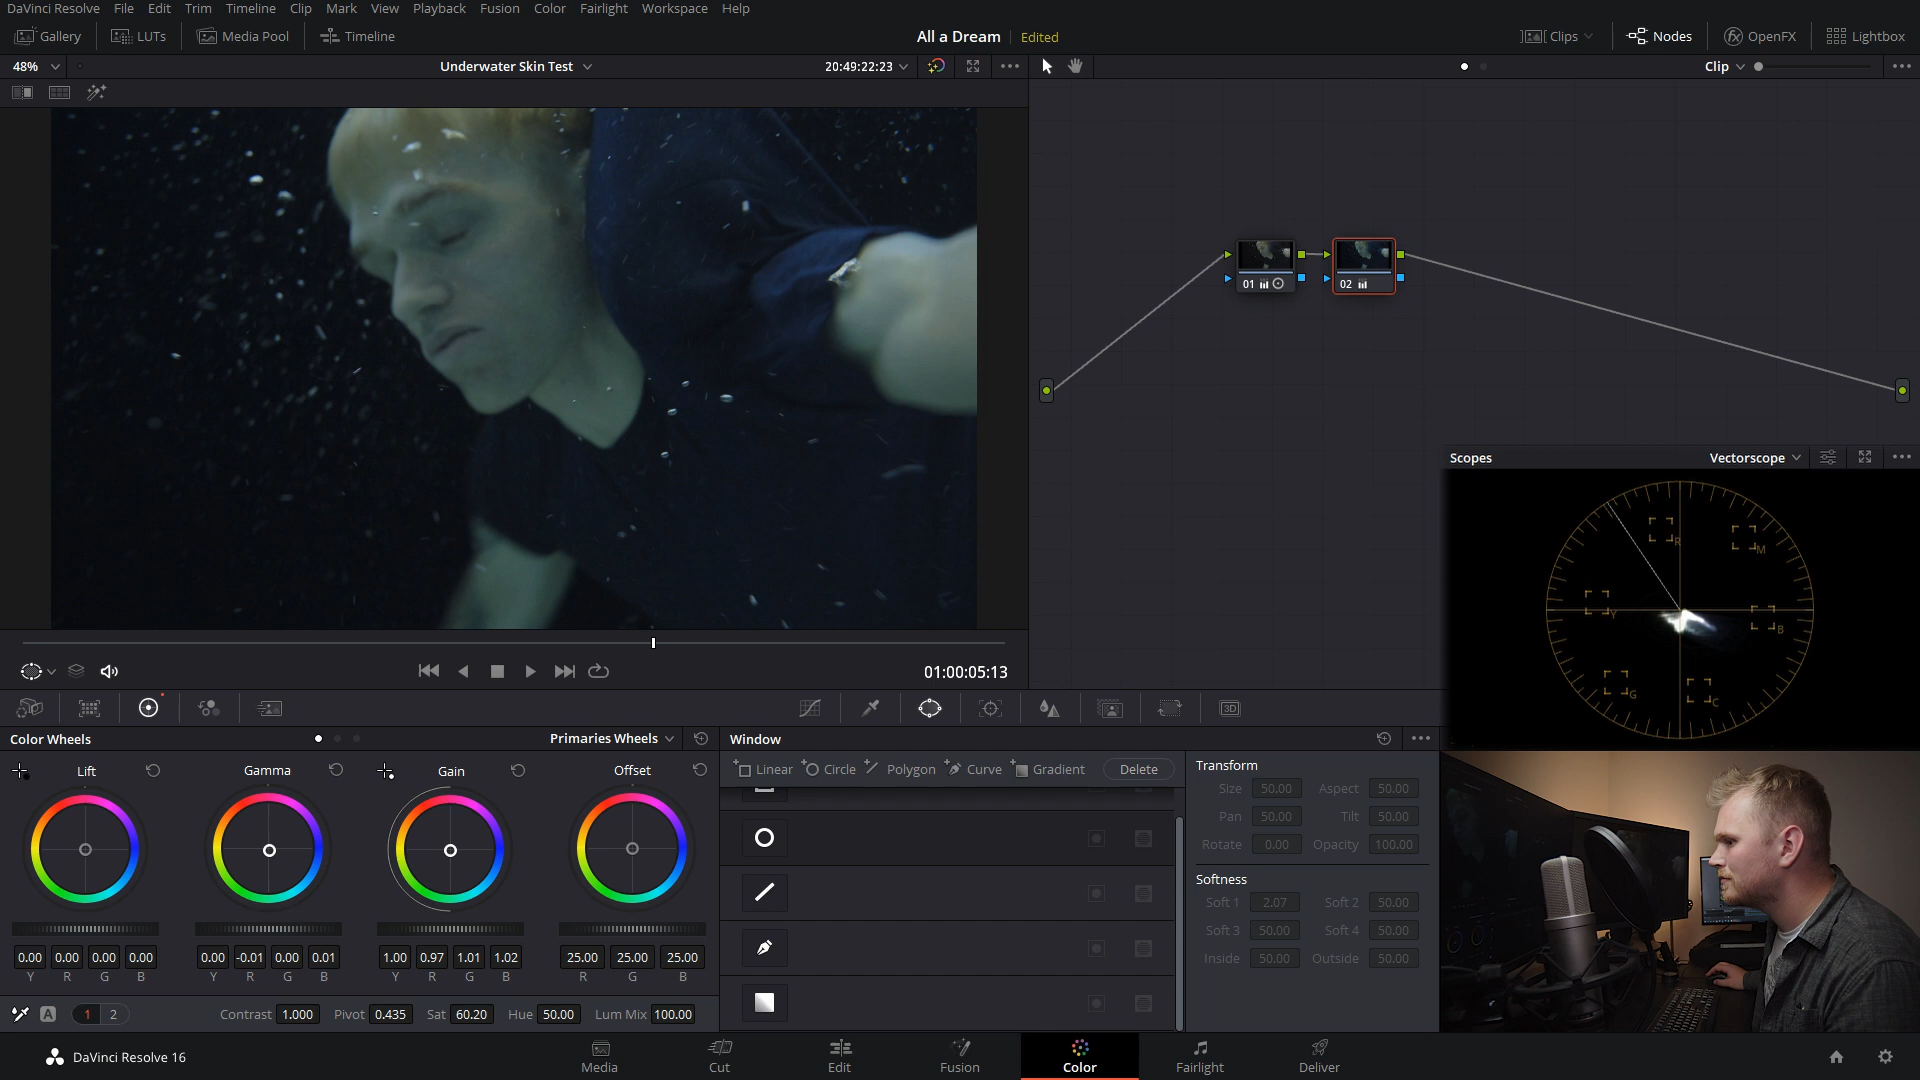 DaVinci Resolve File Edit Trim Timeline Clip Mark View Playback Fusion Color Fairlight Workspace Help
Gallery LUTs Media Pool Timeline All a Dream Edited Clips Nodes OpenFX Lightbox
48% Underwater Skin Test 20:49:22:23 Clip
01 02
Scopes Vectorscope
R M
Y B
G C
01:00:05:13
3D
Color Wheels Primaries Wheels Window
Lift Gamma Gain Offset
Linear Circle Polygon Curve Gradient Delete
Transform
Size 50.00 Aspect 50.00
Pan 50.00 Tilt 50.00
Rotate 0.00 Opacity 100.00
Softness
Soft 1 2.07 Soft 2 50.00
Soft 3 50.00 Soft 4 50.00
Inside 50.00 Outside 50.00
0.00 0.00 0.00 0.00 0.00 -0.01 0.00 0.01 1.00 0.97 1.01 1.02 25.00 25.00 25.00
Y R G B Y R G B Y R G B R G B
A 1 2 Contrast 1.000 Pivot 0.435 Sat 60.20 Hue 50.00 Lum Mix 100.00
DaVinci Resolve 16 Media Cut Edit Fusion Color Fairlight Deliver